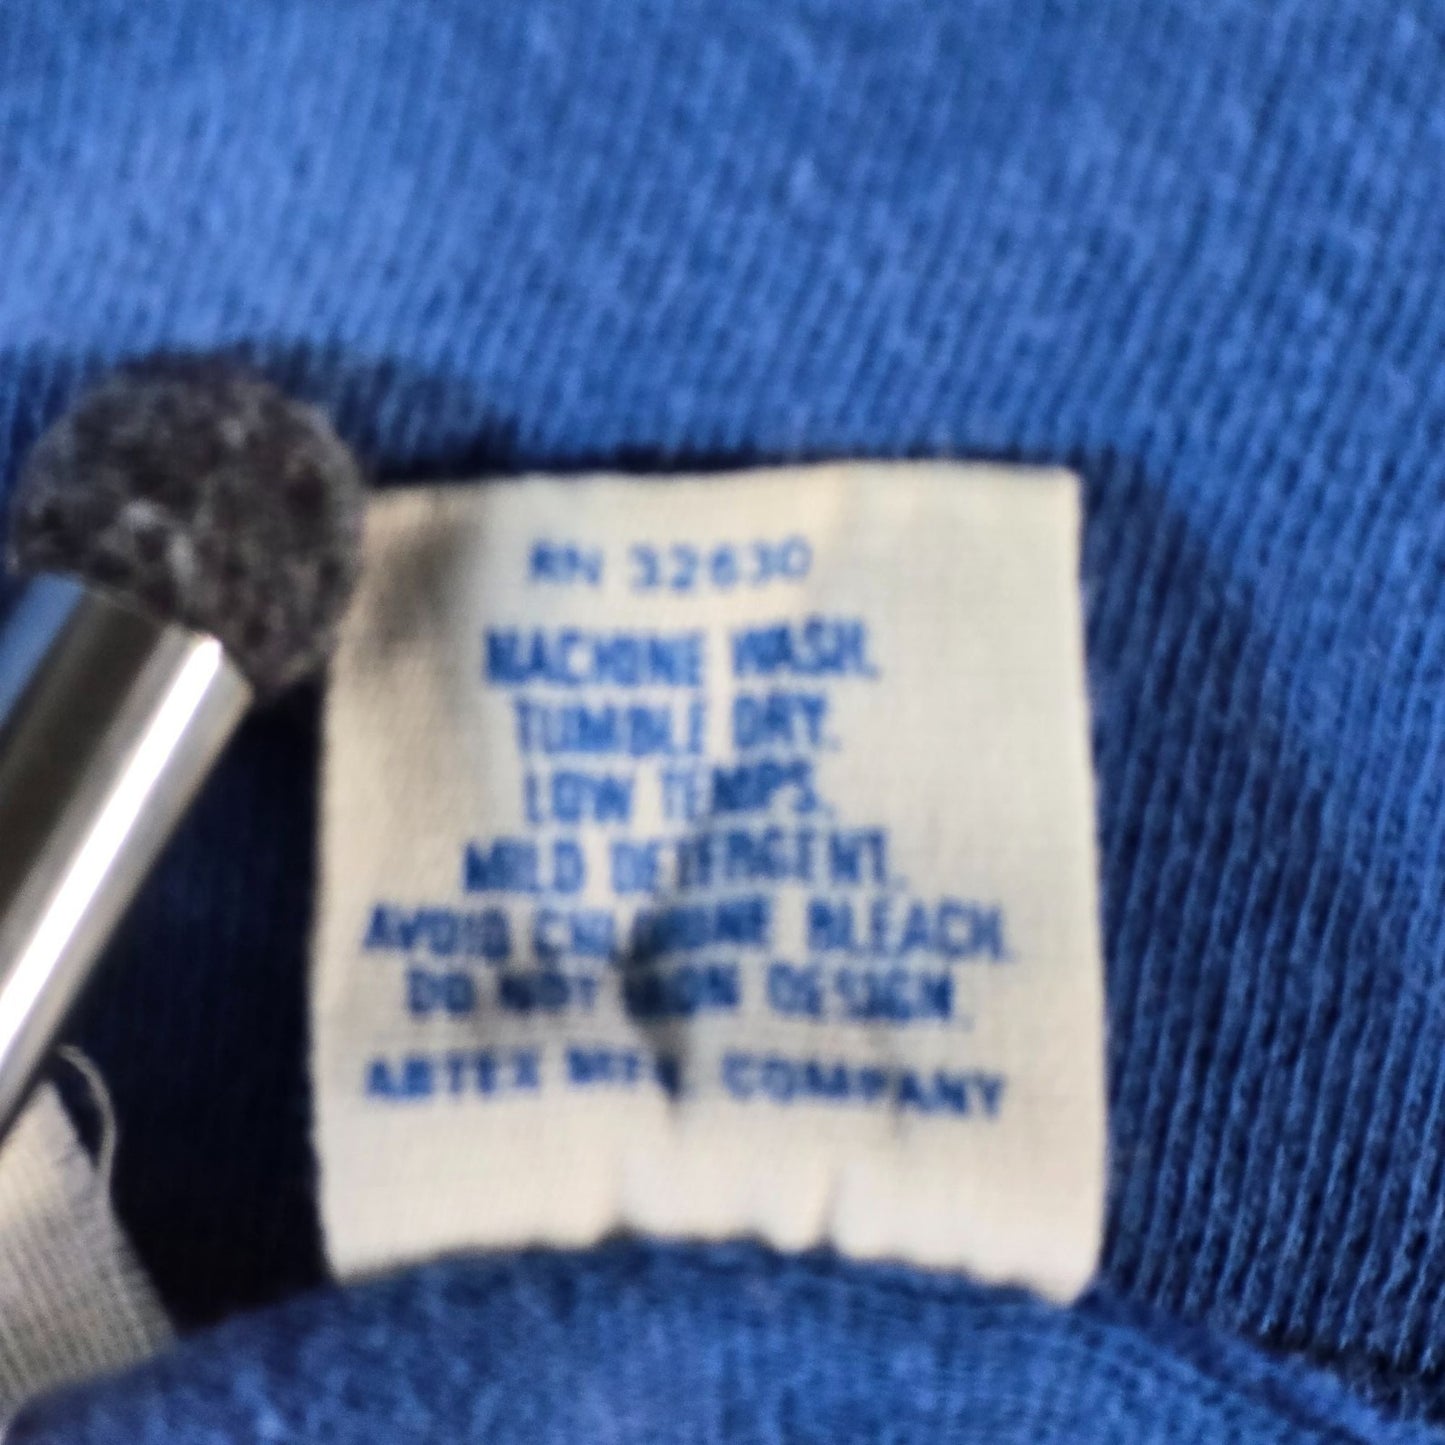 RN 32630
MACHINE WASH.
TUMBLE DRY.
LOW TEMPS.
MILD DETERGENT.
AVOID CHLORINE BLEACH.
DO NOT IRON DESIGN.
ARTEX MFG. COMPANY